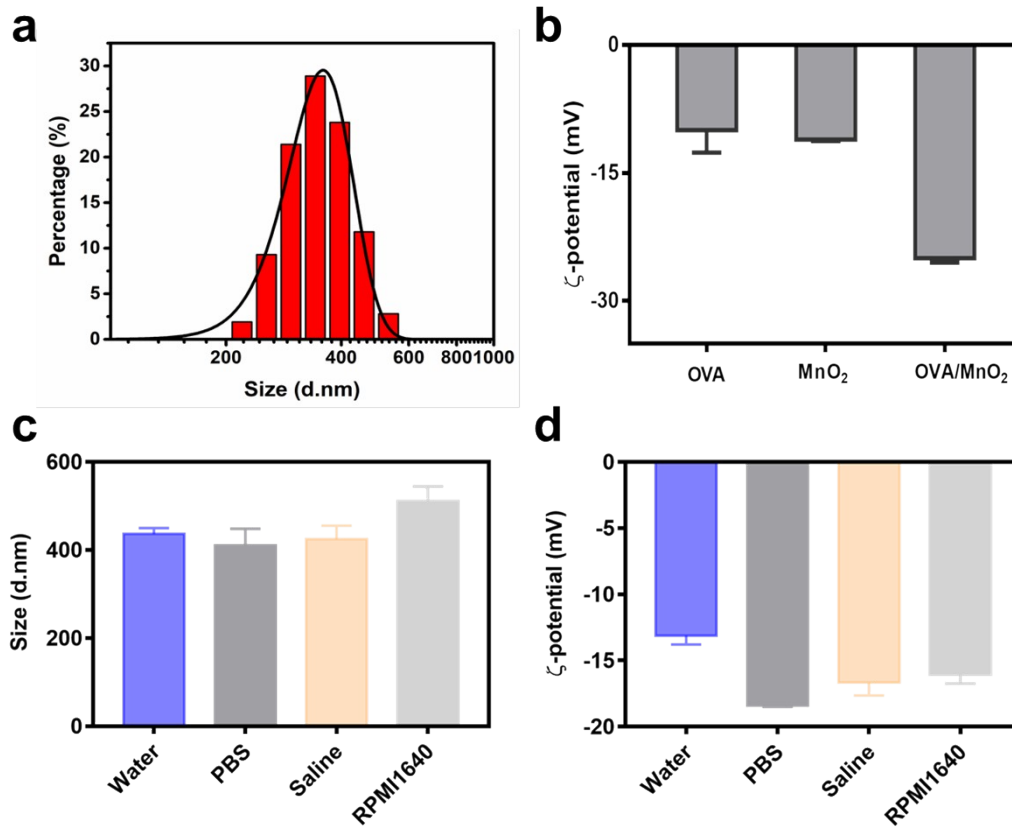 a
30
25
20
15
10
5
0
Percentage (%)
200 400 600 8001000
Size (d.nm)
b
0
-15
-30
ζ-potential (mV)
OVA MnO₂ OVA/MnO₂
c
600
400
200
0
Size (d.nm)
Water PBS Saline RPMI1640
d
0
-5
-10
-15
-20
ζ-potential (mV)
Water PBS Saline RPMI1640